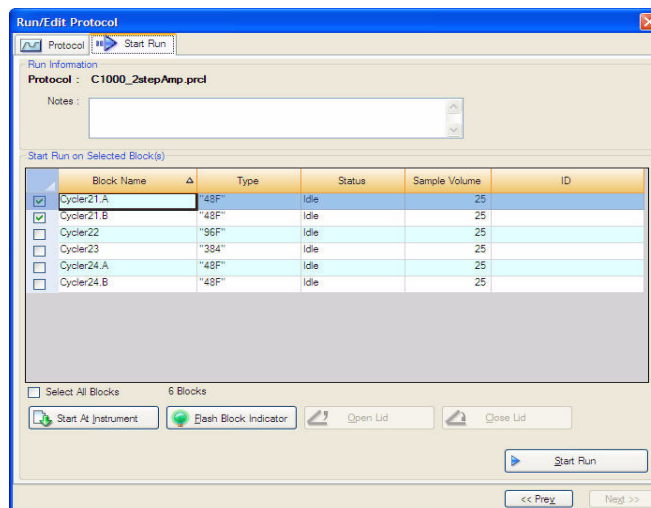 Run/Edit Protocol
Protocol Start Run
Run Information
Protocol : C1000_2stepAmp.prcl
Notes :
Start Run on Selected Block(s)
Block Name Type Status Sample Volume ID
Cycler21.A "48F" Idle 25
Cycler21.B "48F" Idle 25
Cycler22 "96F" Idle 25
Cycler23 "384" Idle 25
Cycler24.A "48F" Idle 25
Cycler24.B "48F" Idle 25
Select All Blocks 6 Blocks
Start At Instrument Flash Block Indicator Open Lid Close Lid
Start Run
<< Prev Next >>